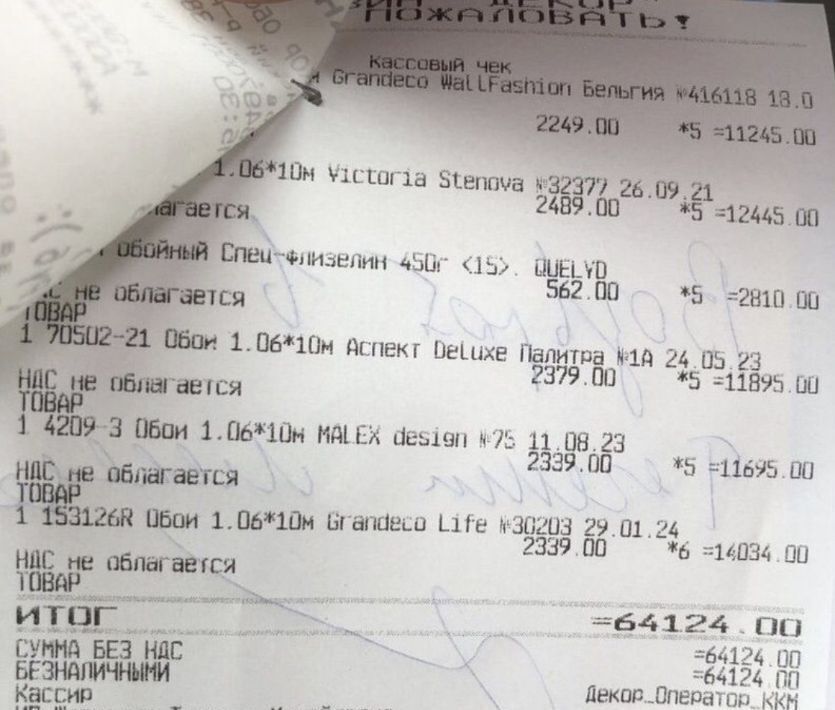 ПОЖАЛОВАТЬ!
Кассовый чек
Grandeco WallFashion Бельгия №416118 18.0
2249.00 *5 =11245.00
1.06*10м Victoria Stenova №32377 26.09.21
2489.00 *5 =12445.00
лагается
обойный Спец-флизелин 450г <15>. QUELYD
562.00 *5 =2810.00
НДС не облагается
ТОВАР
1 70502-21 Обои 1.06*10м Аспект DeLuxe Палитра №1А 24.05.23
2379.00 *5 =11895.00
НДС не облагается
ТОВАР
1 4209-3 Обои 1.06*10м MALEX design №75 11.08.23
2339.00 *5 =11695.00
НДС не облагается
ТОВАР
1 153126R Обои 1.06*10м Grandeco Life №30203 29.01.24
2339.00 *6 =14034.00
НДС не облагается
ТОВАР
ИТОГ =64124.00
СУММА БЕЗ НДС =64124.00
БЕЗНАЛИЧНЫМИ =64124.00
Кассир Декор_Оператор_ККМ